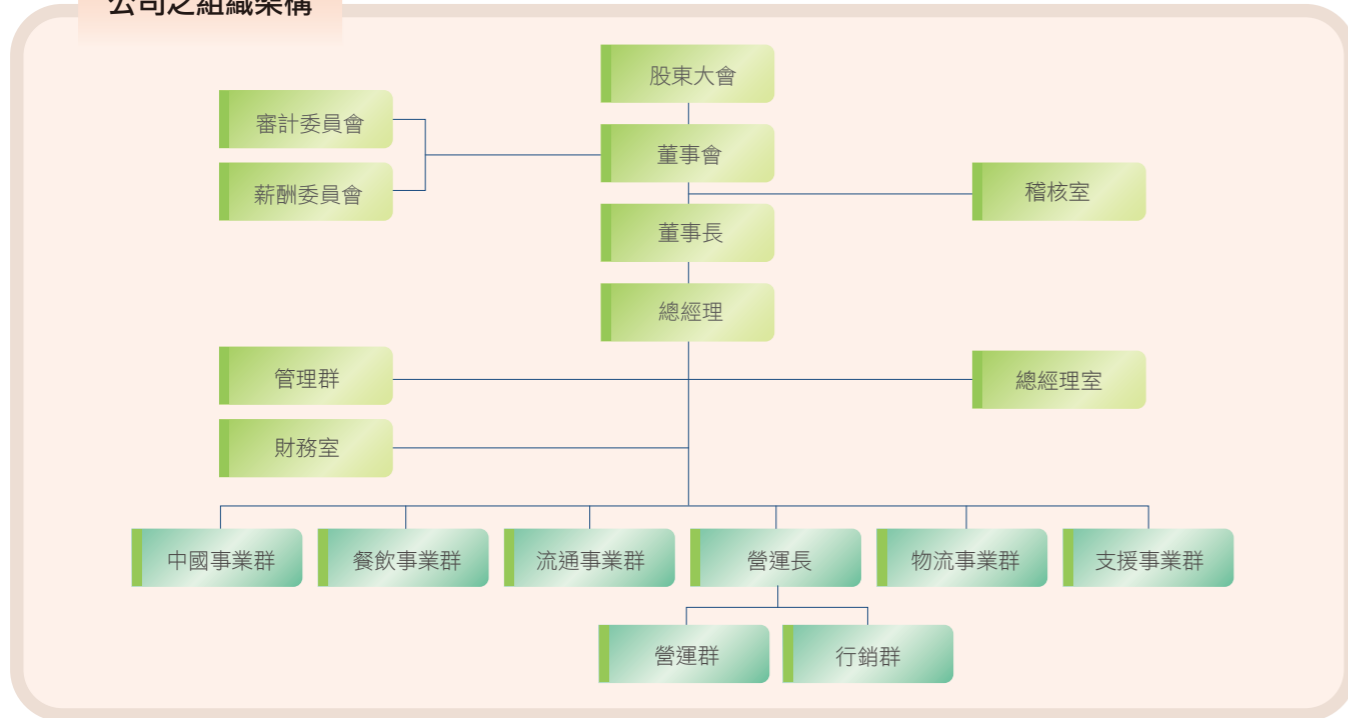 公司之組織架構
股東大會
審計委員會
董事會
薪酬委員會
稽核室
董事長
總經理
管理群
總經理室
財務室
中國事業群
餐飲事業群
流通事業群
營運長
物流事業群
支援事業群
營運群
行銷群